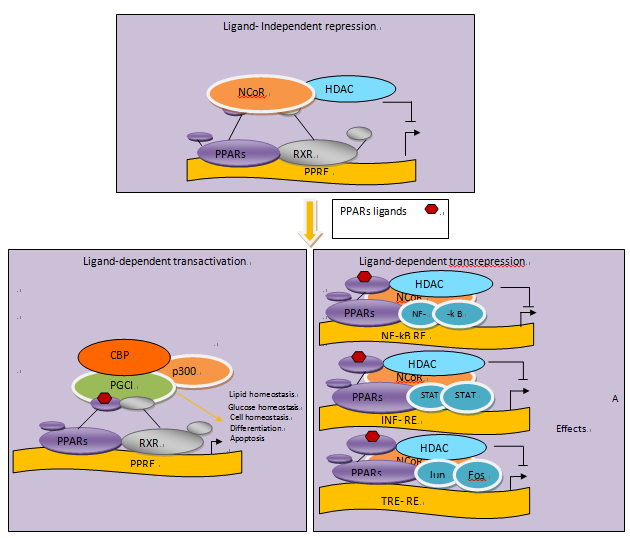 Ligand- Independent repression.
NCoR
HDAC
PPARs
RXR
PPRE
PPARs ligands
Ligand-dependent transactivation.
CBP
p300
PGCI
Lipid homeostasis.
Glucose homeostasis.
Cell homeostasis.
Differentiation.
Apoptosis
PPARs
RXR
PPRE
Ligand-dependent transrepression.
HDAC
NCoR
PPARs
NF-
-k B
NF-kB RE
HDAC
NCoR
PPARs
STAT
STAT
INF- RE
HDAC
NCoR
PPARs
Jun
Fos
TRE- RE
A
Effects.